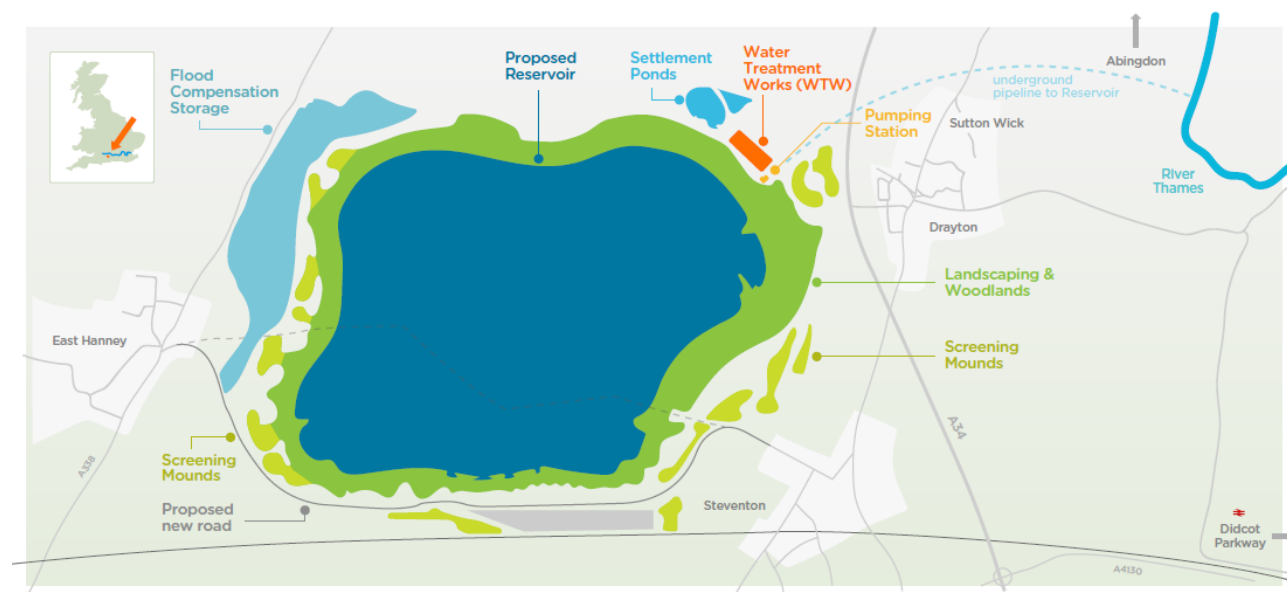 Flood
Compensation
Storage
Proposed
Reservoir
Settlement
Ponds
Water
Treatment
Works (WTW)
Pumping
Station
underground
pipeline to Reservoir
Abingdon
Sutton Wick
River
Thames
Drayton
Landscaping &
Woodlands
East Hanney
Screening
Mounds
A34
A338
Screening
Mounds
Proposed
new road
Steventon
Didcot
Parkway
A4130